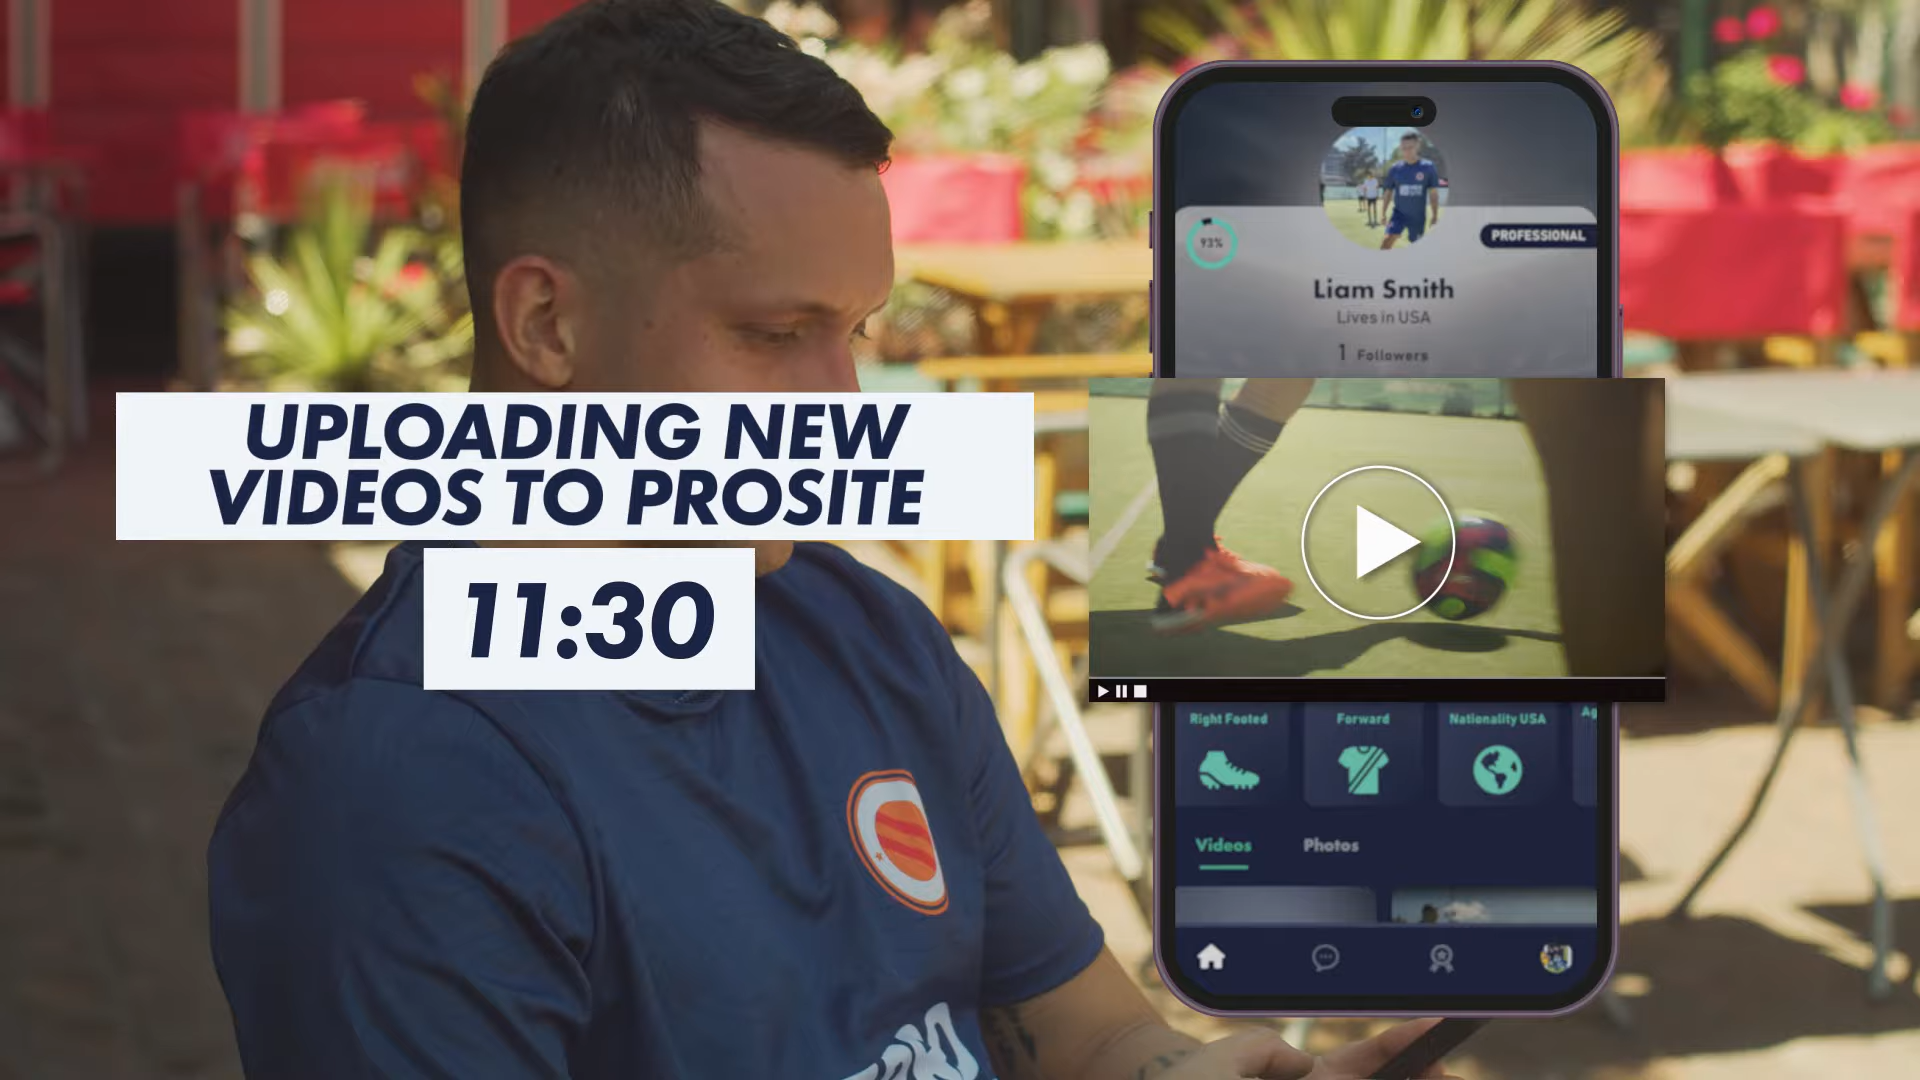 UPLOADING NEW
VIDEOS TO PROSITE
11:30
93%
PROFESSIONAL
Liam Smith
Lives in USA
1 Followers
Right Footed
Forward
Nationality USA
Videos
Photos